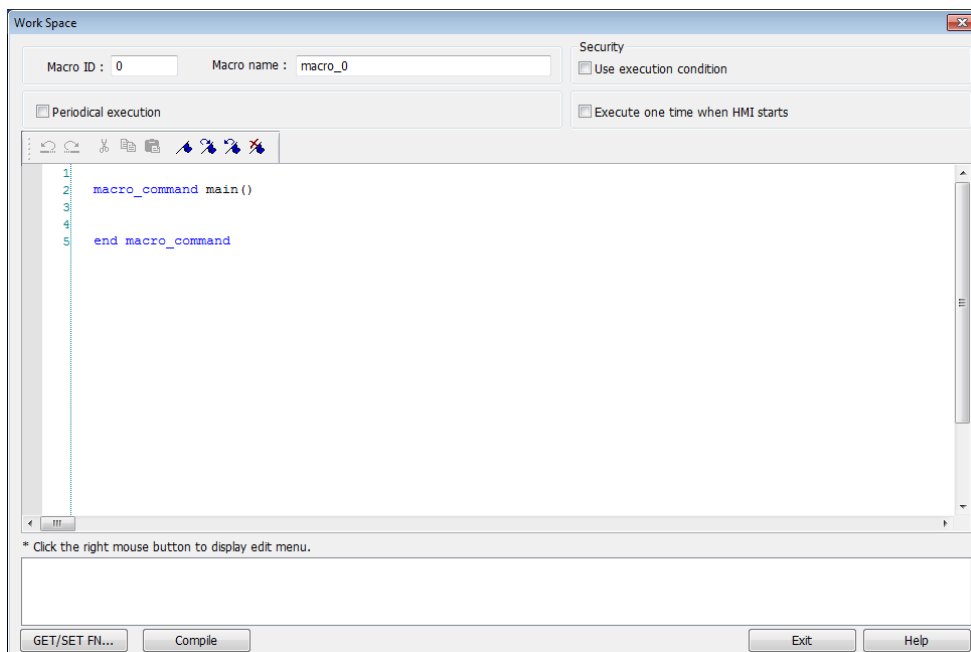 Work Space
Security
Macro ID : 0 Macro name : macro_0
Use execution condition
Periodical execution
Execute one time when HMI starts
1
2 macro_command main()
3
4
5 end macro_command
* Click the right mouse button to display edit menu.
GET/SET FN... Compile Exit Help